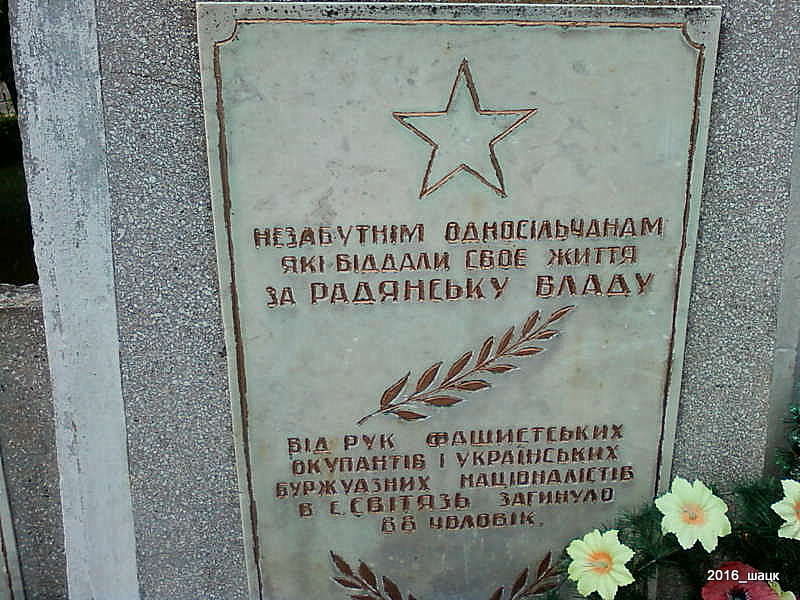 НЕЗАБУТНІМ ОДНОСІЛЬЧАНАМ
ЯКІ ВІДДАЛИ СВОЄ ЖИТТЯ
ЗА РАДЯНСЬКУ ВЛАДУ
ВІД РУК ФАШИСТСЬКИХ
ОКУПАНТІВ І УКРАЇНСЬКИХ
БУРЖУАЗНИХ НАЦІОНАЛІСТІВ
В С. СВІТЯЗЬ ЗАГИНУЛО
88 ЧОЛОВІК.
2016_шацк